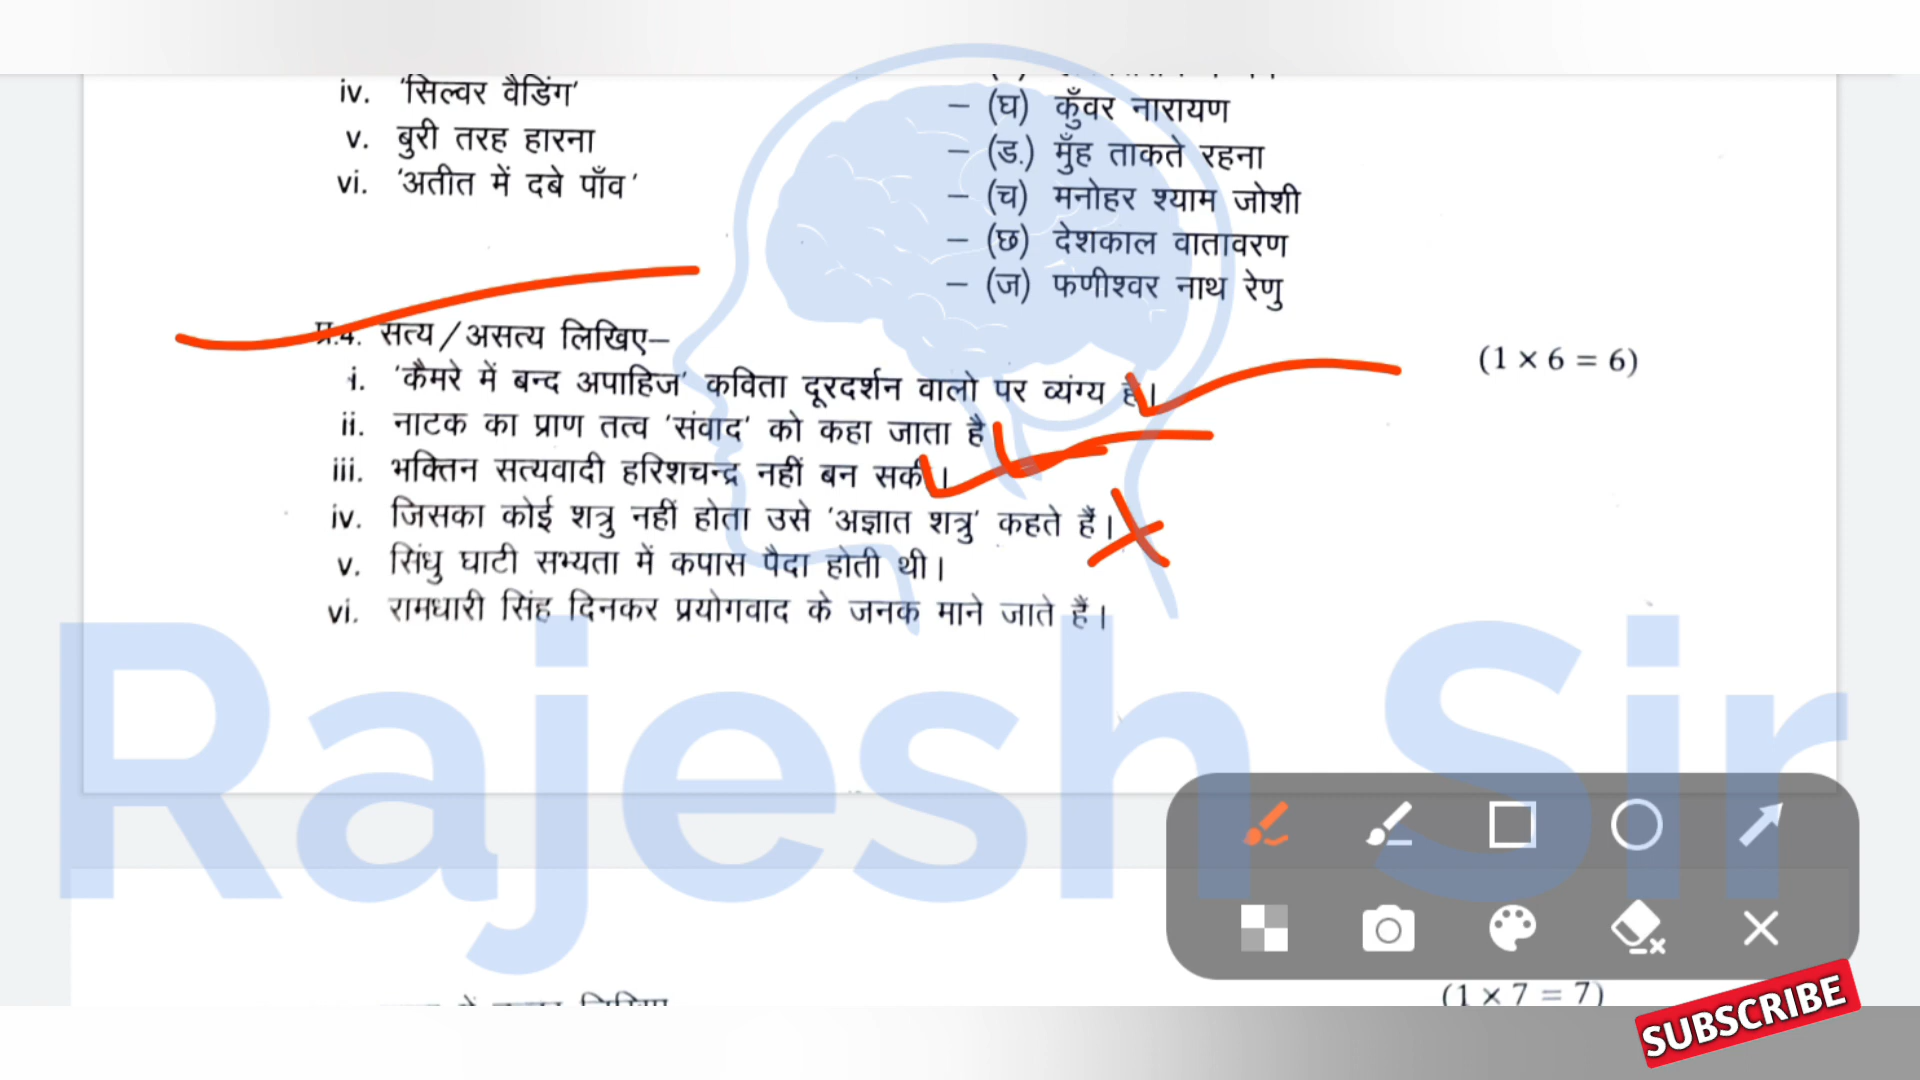 iv. 'सिल्वर वैडिंग'
– (घ) कुँवर नारायण
v. बुरी तरह हारना
– (ड.) मुँह ताकते रहना
vi. 'अतीत में दबे पाँव'
– (च) मनोहर श्याम जोशी
– (छ) देशकाल वातावरण
– (ज) फणीश्वर नाथ रेणु
प्र.4. सत्य/असत्य लिखिए–
(1 × 6 = 6)
i. 'कैमरे में बन्द अपाहिज' कविता दूरदर्शन वालो पर व्यंग्य है।
ii. नाटक का प्राण तत्व 'संवाद' को कहा जाता है
iii. भक्तिन सत्यवादी हरिशचन्द्र नहीं बन सकी।
iv. जिसका कोई शत्रु नहीं होता उसे 'अज्ञात शत्रु' कहते हैं।
v. सिंधु घाटी सभ्यता में कपास पैदा होती थी।
vi. रामधारी सिंह दिनकर प्रयोगवाद के जनक माने जाते हैं।
Rajesh Sir
(1 × 7 = 7)
SUBSCRIBE